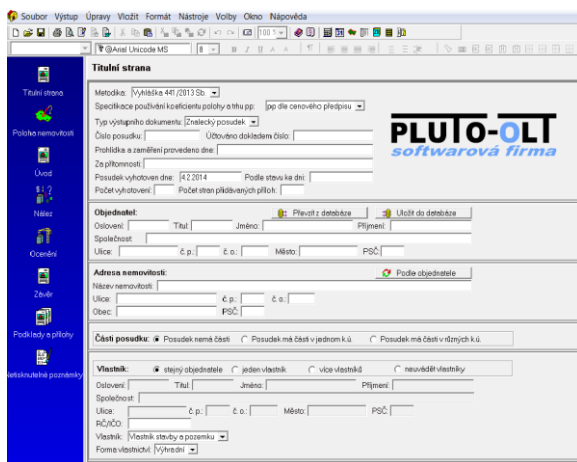 Soubor Výstup Úpravy Vložit Formát Nástroje Volby Okno Nápověda
100 %
@Arial Unicode MS 8 B I U A A
Titulní strana
Titulní strana
Poloha nemovitosti
Úvod
Nález
Ocenění
Závěr
Podklady a přílohy
Netisknutelné poznámky
Metodika: Vyhláška 441/2013 Sb.
Specifikace používání koeficientu polohy a trhu pp: pp dle cenového předpisu
Typ výstupního dokumentu: Znalecký posudek
Číslo posudku: Účtováno dokladem číslo:
Prohlídka a zaměření provedeno dne:
Za přítomnosti:
Posudek vyhotoven dne: 4.2.2014 Podle stavu ke dni:
Počet vyhotovení: Počet stran přidávaných příloh:
PLUTO-OLT
softwarová firma
Objednatel: Převzít z databáze Uložit do databáze
Oslovení: Titul: Jméno: Příjmení:
Společnost:
Ulice: č.p.: č.o.: Město: PSČ:
Adresa nemovitosti: Podle objednatele
Název nemovitosti:
Ulice: č.p.: č.o.:
Obec: PSČ:
Části posudku: Posudek nemá části Posudek má části v jednom k.ú. Posudek má části v různých k.ú.
Vlastník: stejný objednatele jeden vlastník více vlastníků neuvádět vlastníky
Oslovení: Titul: Jméno: Příjmení:
Společnost:
Ulice: č.p.: č.o.: Město: PSČ:
RČ/IČO:
Vlastník: Vlastník stavby a pozemku
Forma vlastnictví: Výhradní